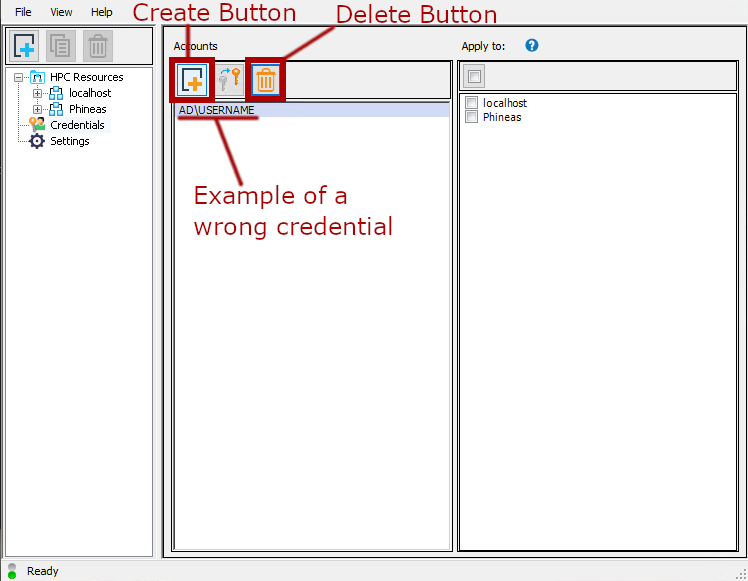 File View Help
Create Button
Delete Button
Accounts
Apply to: ?
HPC Resources
localhost
Phineas
Credentials
Settings
AD\USERNAME
localhost
Phineas
Example of a
wrong credential
Ready